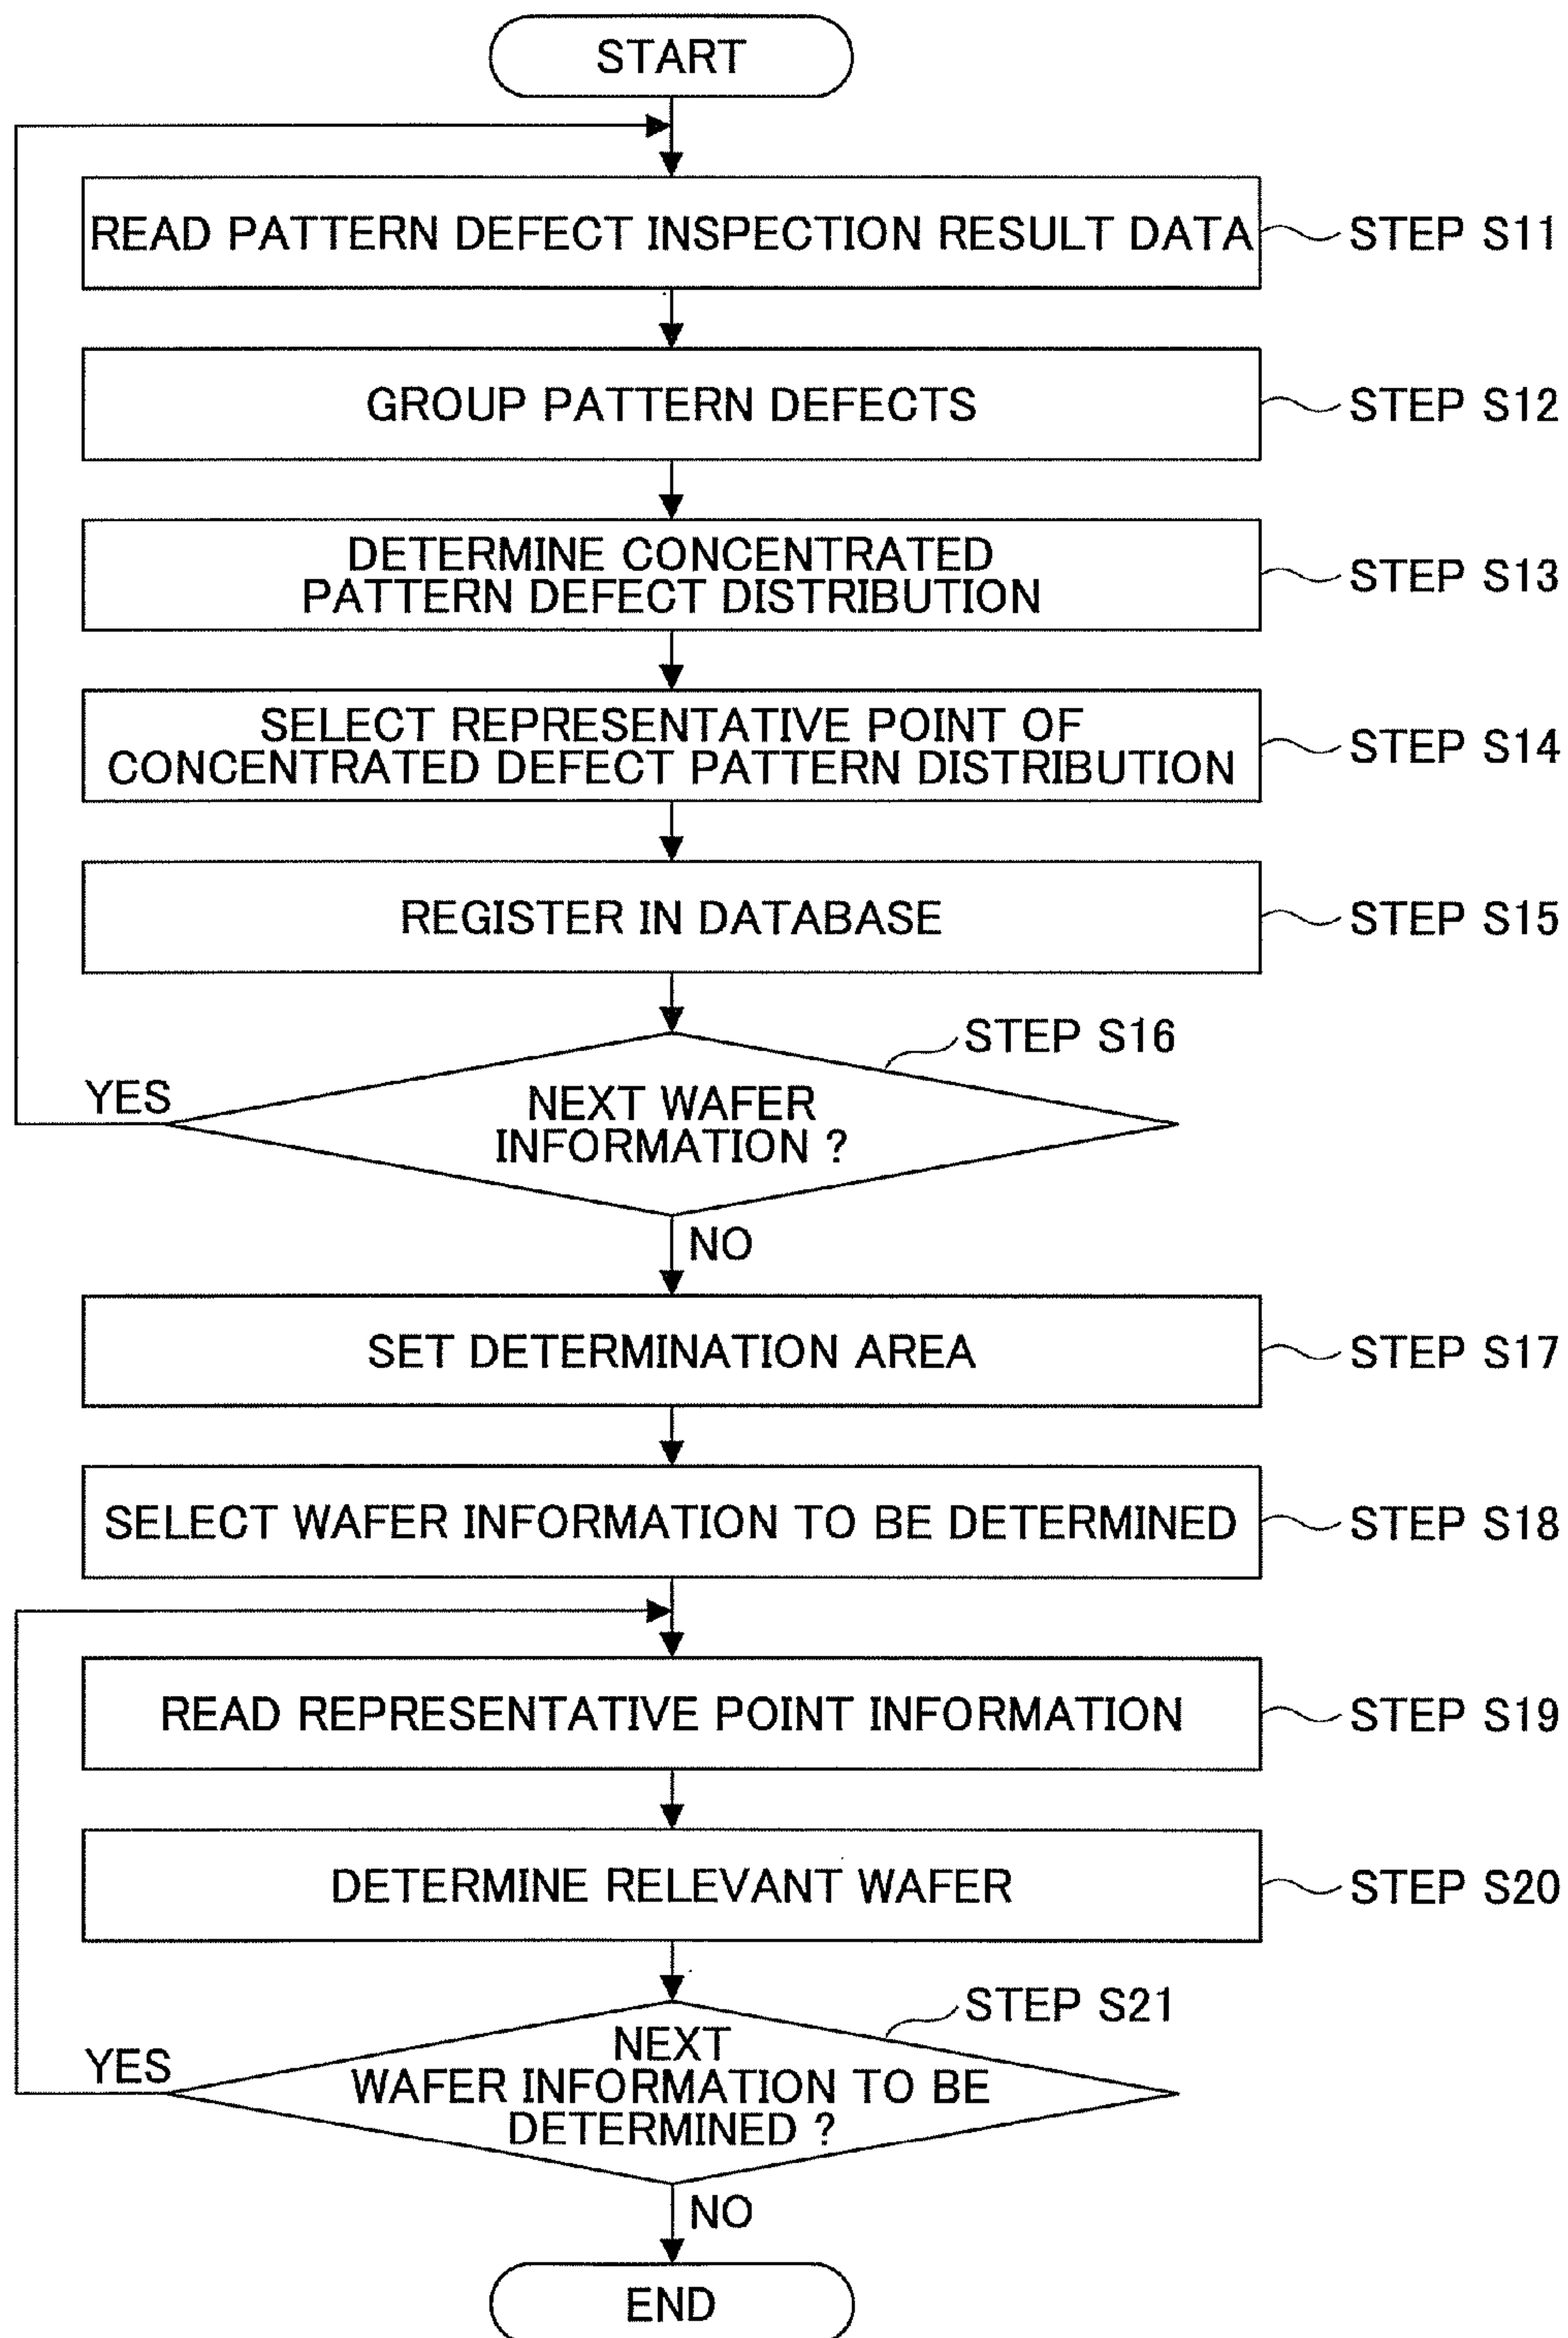 START
READ PATTERN DEFECT INSPECTION RESULT DATA
STEP S11
GROUP PATTERN DEFECTS
STEP S12
DETERMINE CONCENTRATED
PATTERN DEFECT DISTRIBUTION
STEP S13
SELECT REPRESENTATIVE POINT OF
CONCENTRATED DEFECT PATTERN DISTRIBUTION
STEP S14
REGISTER IN DATABASE
STEP S15
STEP S16
YES
NEXT WAFER
INFORMATION ?
NO
SET DETERMINATION AREA
STEP S17
SELECT WAFER INFORMATION TO BE DETERMINED
STEP S18
READ REPRESENTATIVE POINT INFORMATION
STEP S19
DETERMINE RELEVANT WAFER
STEP S20
STEP S21
YES
NEXT
WAFER INFORMATION TO BE
DETERMINED ?
NO
END